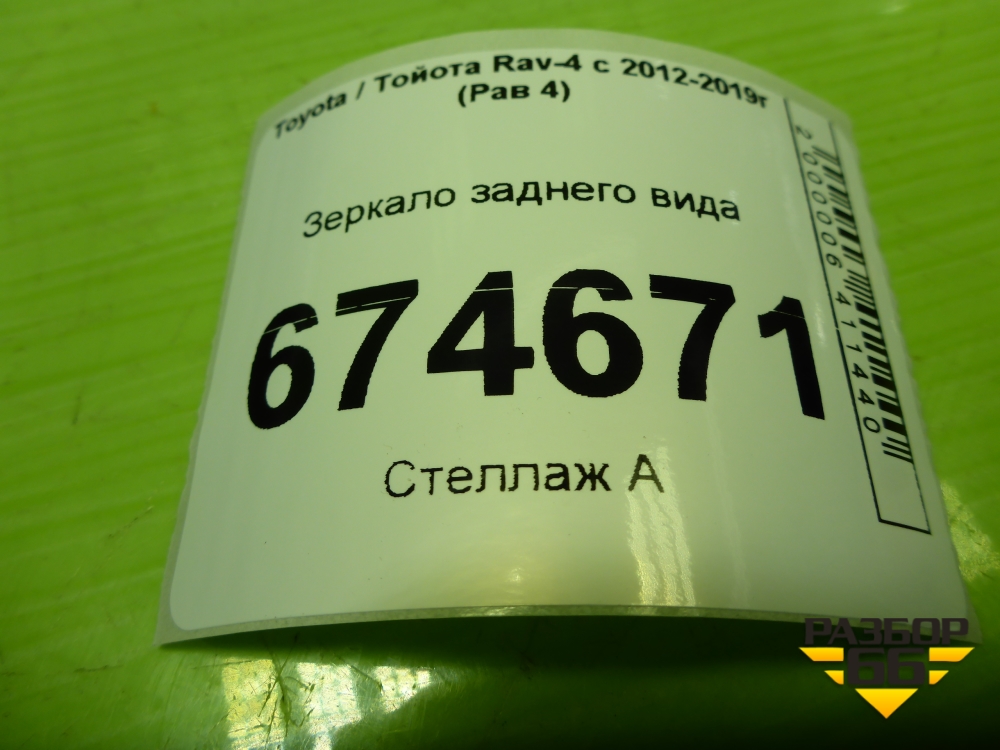 Toyota / Тойота Rav-4 с 2012-2019г
(Рав 4)
Зеркало заднего вида
674671
Стеллаж А
2000006411440
РАЗБОР
66